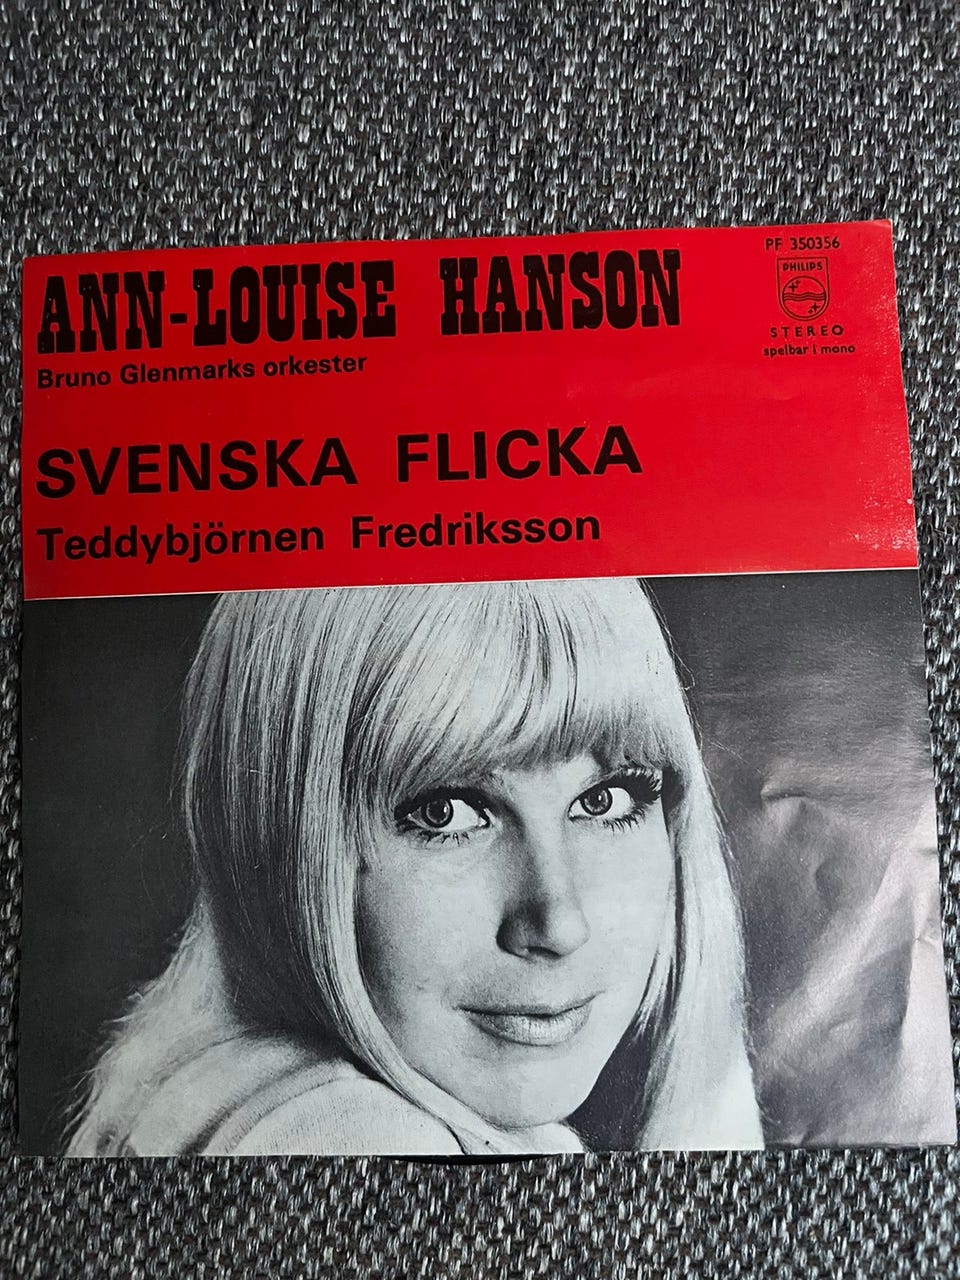 ANN-LOUISE HANSON
Bruno Glenmarks orkester
PF 350356
PHILIPS
STEREO
spelbar i mono
SVENSKA FLICKA
Teddybjörnen Fredriksson